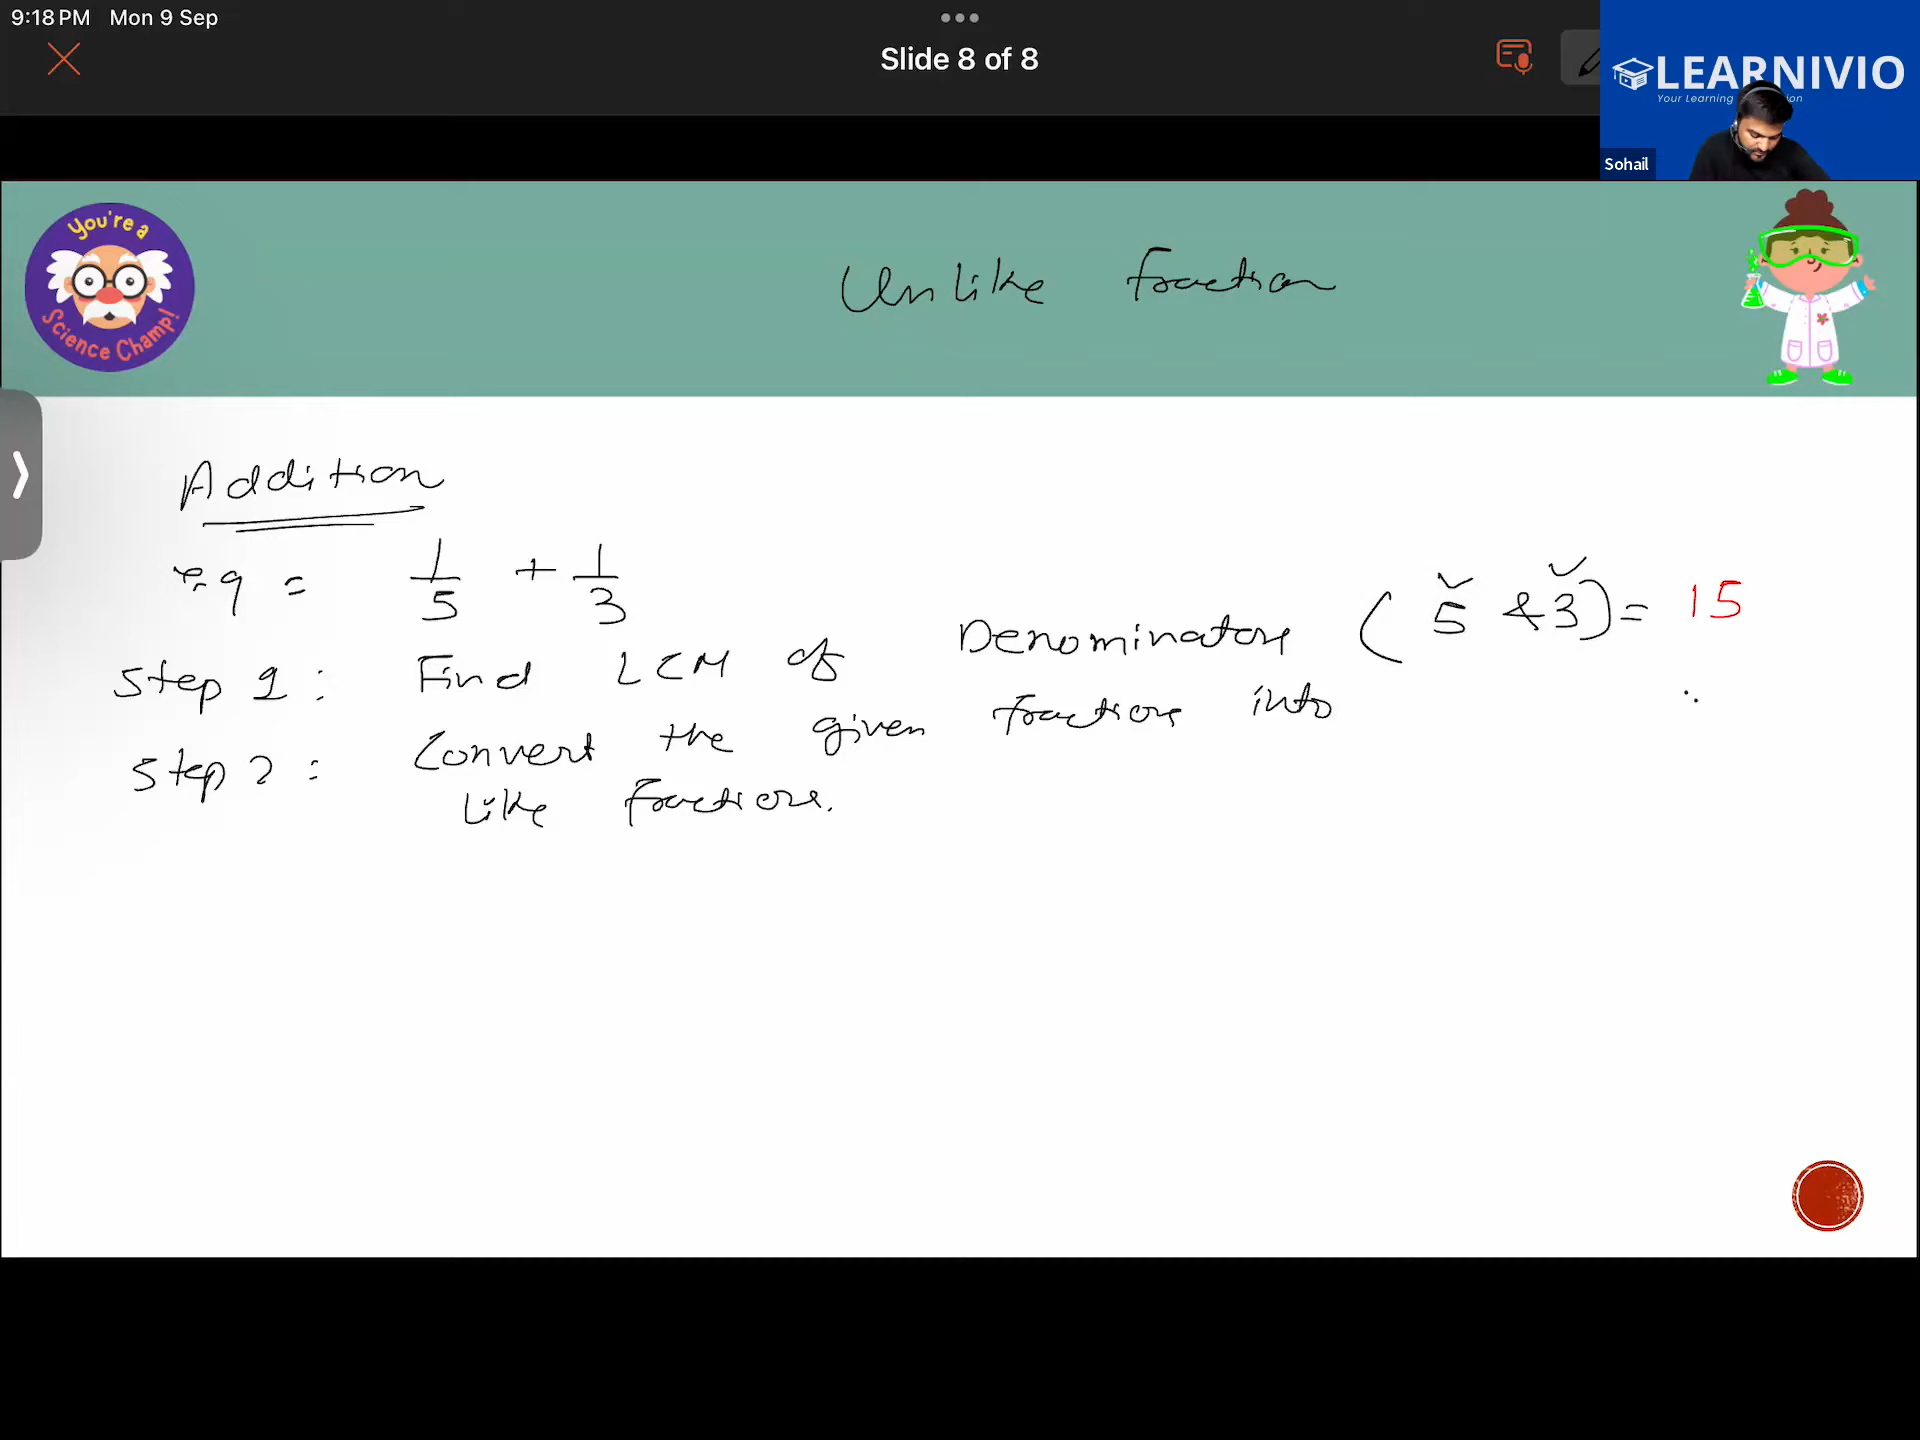 9:18 PM Mon 9 Sep
Slide 8 of 8
LEARNIVIO
Your Learning
Sohail
You're a
Science Champ!
Unlike fraction
Addition
eg = 1/5 + 1/3
Step 1 : Find LCM of Denominators ( 5 & 3 ) = 15
Step 2 : Convert the given fractions into
like fractions.